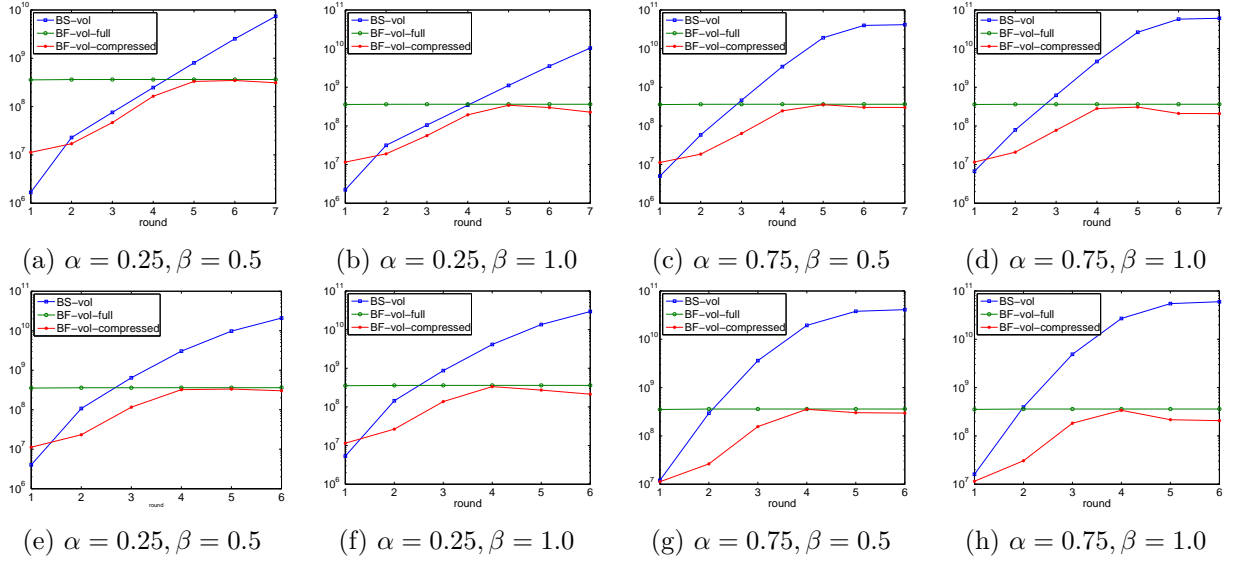 10^10
10^9
10^8
10^7
10^6
BS−vol
BF−vol−full
BF−vol−compressed
1 2 3 4 5 6 7
round
(a) α = 0.25, β = 0.5
10^11
10^10
10^9
10^8
10^7
10^6
BS−vol
BF−vol−full
BF−vol−compressed
1 2 3 4 5 6 7
round
(b) α = 0.25, β = 1.0
10^11
10^10
10^9
10^8
10^7
10^6
BS−vol
BF−vol−full
BF−vol−compressed
1 2 3 4 5 6 7
round
(c) α = 0.75, β = 0.5
10^11
10^10
10^9
10^8
10^7
10^6
BS−vol
BF−vol−full
BF−vol−compressed
1 2 3 4 5 6 7
round
(d) α = 0.75, β = 1.0
10^11
10^10
10^9
10^8
10^7
10^6
BS−vol
BF−vol−full
BF−vol−compressed
1 2 3 4 5 6
round
(e) α = 0.25, β = 0.5
10^11
10^10
10^9
10^8
10^7
10^6
BS−vol
BF−vol−full
BF−vol−compressed
1 2 3 4 5 6
round
(f) α = 0.25, β = 1.0
10^11
10^10
10^9
10^8
10^7
BS−vol
BF−vol−full
BF−vol−compressed
1 2 3 4 5 6
round
(g) α = 0.75, β = 0.5
10^11
10^10
10^9
10^8
10^7
BS−vol
BF−vol−full
BF−vol−compressed
1 2 3 4 5 6
round
(h) α = 0.75, β = 1.0